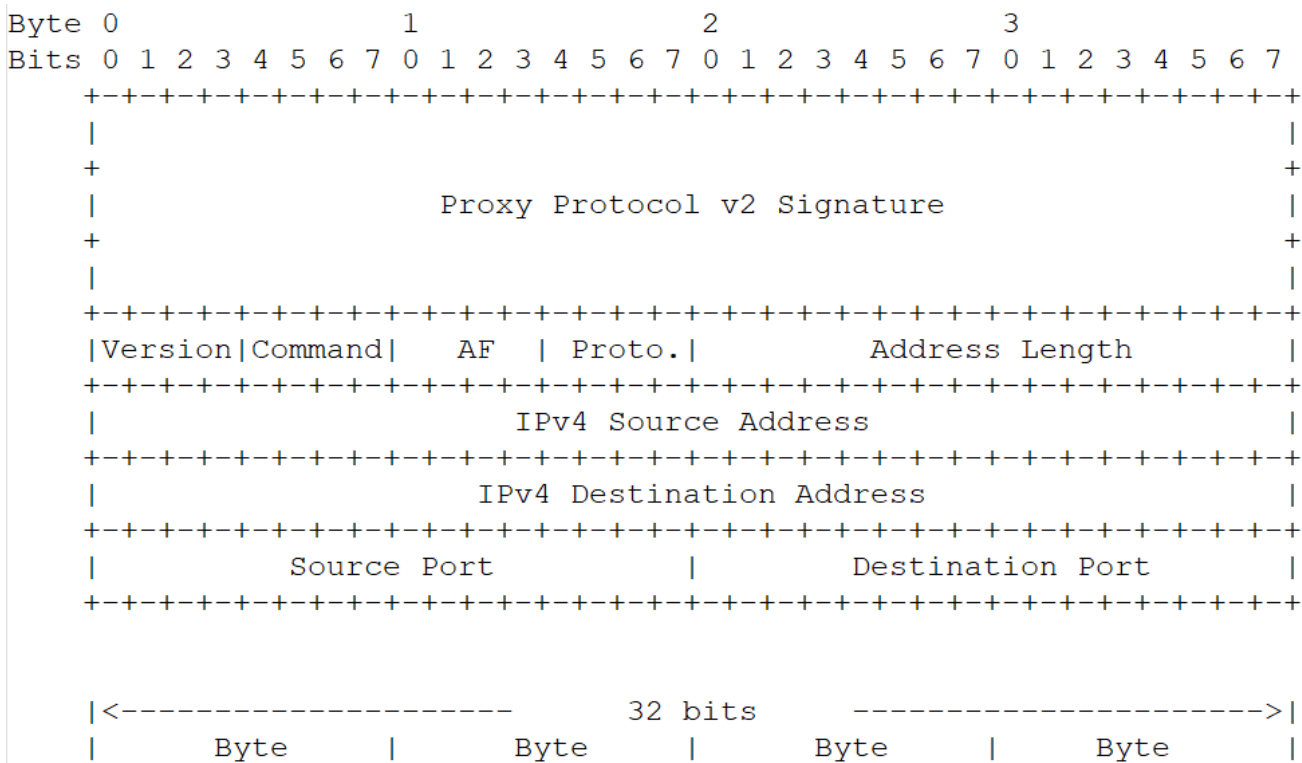 Byte 0               1               2               3
Bits 0 1 2 3 4 5 6 7 0 1 2 3 4 5 6 7 0 1 2 3 4 5 6 7 0 1 2 3 4 5 6 7
    +-+-+-+-+-+-+-+-+-+-+-+-+-+-+-+-+-+-+-+-+-+-+-+-+-+-+-+-+-+-+-+-+
    |                                                               |
    +                                                               +
    |                  Proxy Protocol v2 Signature                  |
    +                                                               +
    |                                                               |
    +-+-+-+-+-+-+-+-+-+-+-+-+-+-+-+-+-+-+-+-+-+-+-+-+-+-+-+-+-+-+-+-+
    |Version|Command|   AF  | Proto.|         Address Length        |
    +-+-+-+-+-+-+-+-+-+-+-+-+-+-+-+-+-+-+-+-+-+-+-+-+-+-+-+-+-+-+-+-+
    |                      IPv4 Source Address                      |
    +-+-+-+-+-+-+-+-+-+-+-+-+-+-+-+-+-+-+-+-+-+-+-+-+-+-+-+-+-+-+-+-+
    |                    IPv4 Destination Address                   |
    +-+-+-+-+-+-+-+-+-+-+-+-+-+-+-+-+-+-+-+-+-+-+-+-+-+-+-+-+-+-+-+-+
    |          Source Port          |        Destination Port       |
    +-+-+-+-+-+-+-+-+-+-+-+-+-+-+-+-+-+-+-+-+-+-+-+-+-+-+-+-+-+-+-+-+
    |<---------------------      32 bits     ---------------------->|
    |      Byte     |      Byte     |      Byte     |     Byte      |